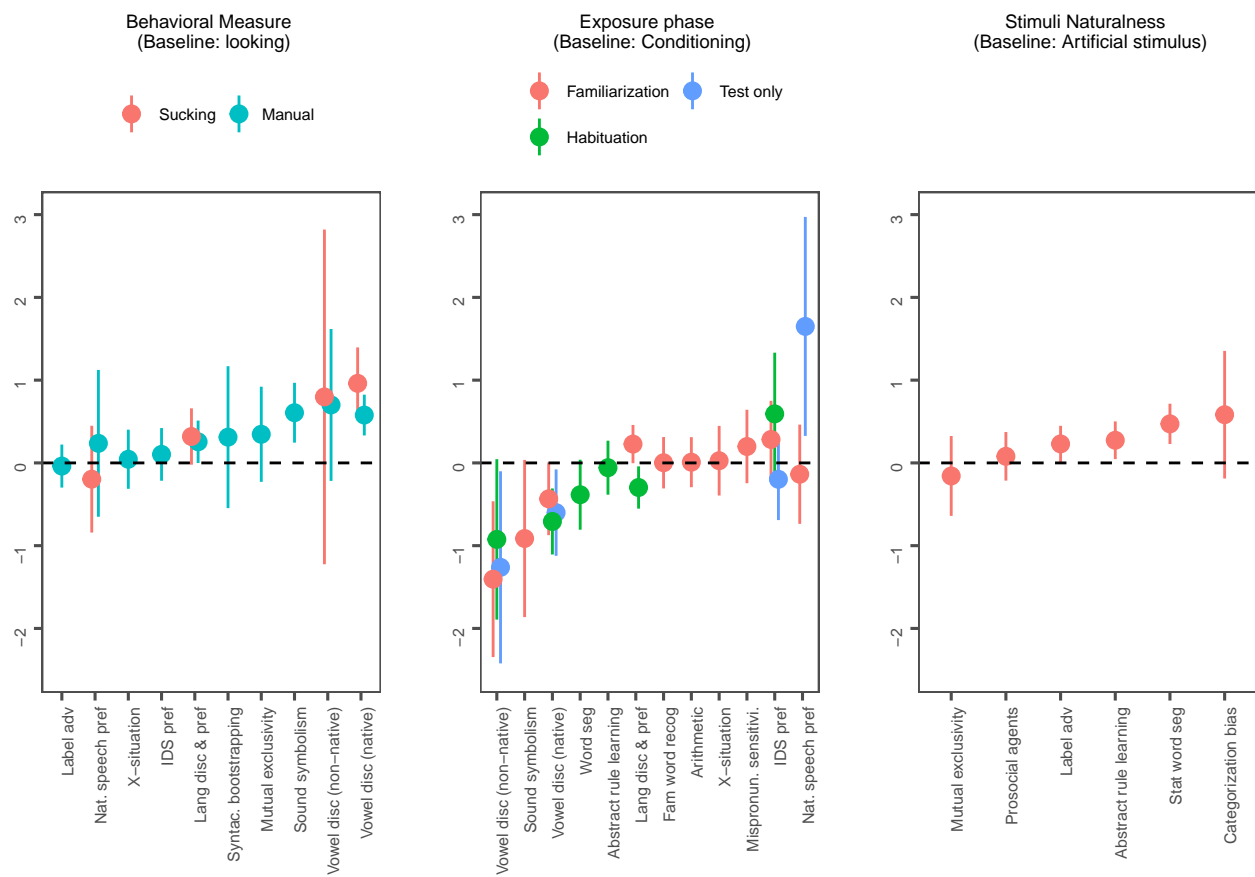 Behavioral Measure
(Baseline: looking)
Sucking
Manual
3
2
1
0
−1
−2
Label adv
Nat. speech pref
X−situation
IDS pref
Lang disc & pref
Syntac. bootstrapping
Mutual exclusivity
Sound symbolism
Vowel disc (non−native)
Vowel disc (native)
Exposure phase
(Baseline: Conditioning)
Familiarization
Test only
Habituation
3
2
1
0
−1
−2
Vowel disc (non−native)
Sound symbolism
Vowel disc (native)
Word seg
Abstract rule learning
Lang disc & pref
Fam word recog
Arithmetic
X−situation
Mispronun. sensitivi.
IDS pref
Nat. speech pref
Stimuli Naturalness
(Baseline: Artificial stimulus)
3
2
1
0
−1
−2
Mutual exclusivity
Prosocial agents
Label adv
Abstract rule learning
Stat word seg
Categorization bias